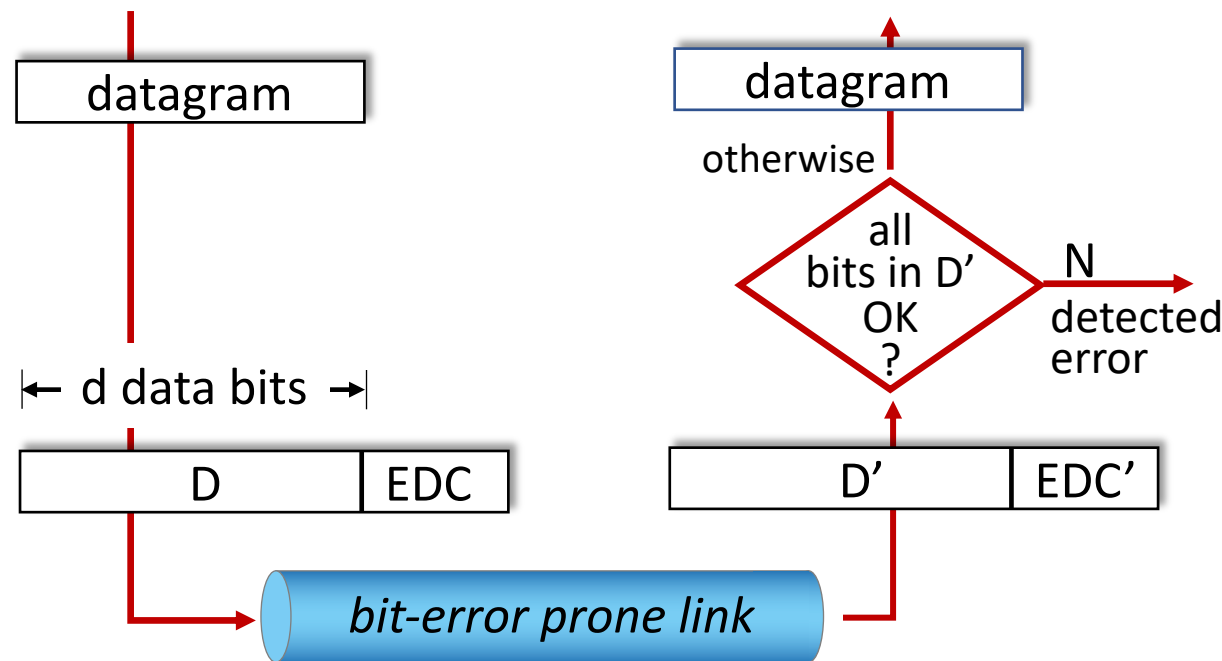 datagram
d data bits
D
EDC
bit-error prone link
D’
EDC’
all
bits in D’
OK
?
N
detected
error
otherwise
datagram